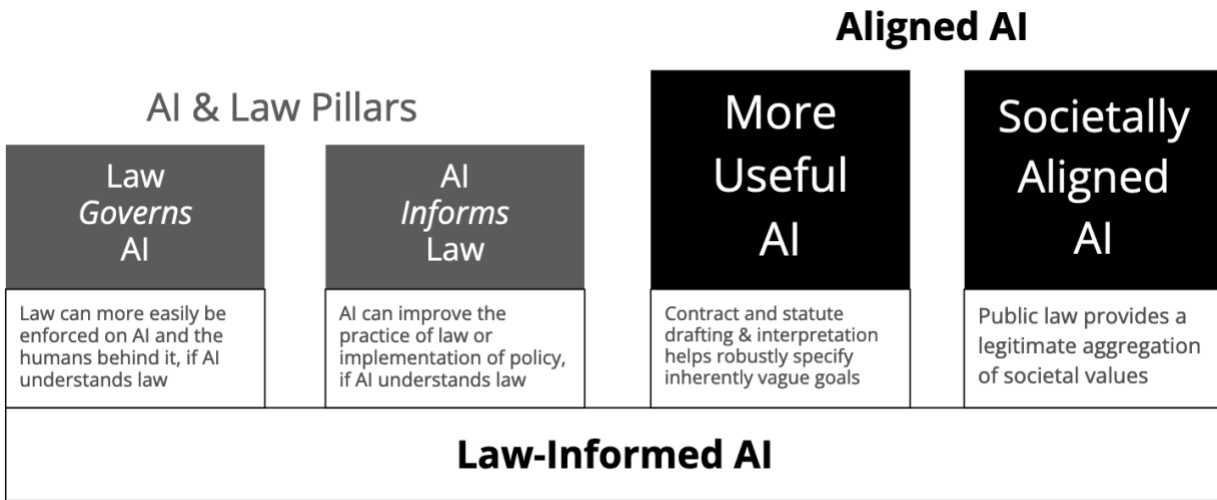 Aligned AI
AI & Law Pillars
Law
Governs
AI
Law can more easily be
enforced on AI and the
humans behind it, if AI
understands law
AI
Informs
Law
AI can improve the
practice of law or
implementation of policy,
if AI understands law
More
Useful
AI
Contract and statute
drafting & interpretation
helps robustly specify
inherently vague goals
Societally
Aligned
AI
Public law provides a
legitimate aggregation
of societal values
Law-Informed AI